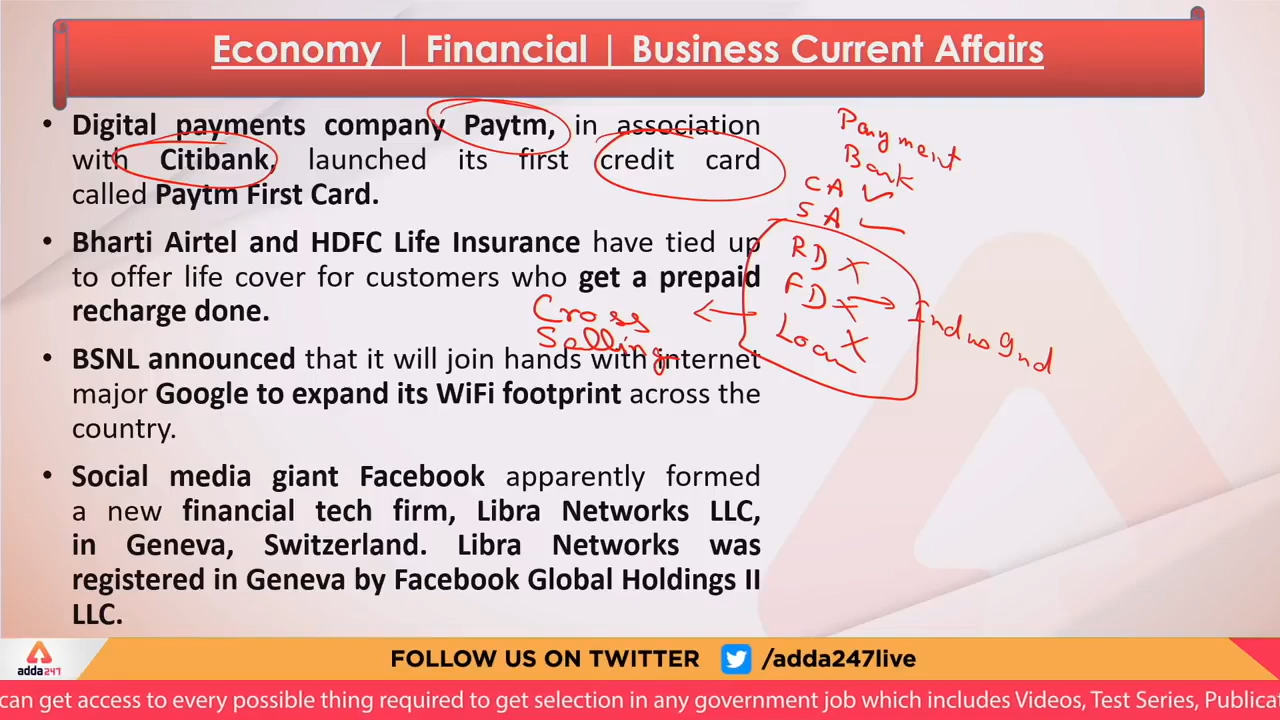 Economy | Financial | Business Current Affairs
• Digital payments company Paytm, in association
with Citibank, launched its first credit card
called Paytm First Card.
• Bharti Airtel and HDFC Life Insurance have tied up
to offer life cover for customers who get a prepaid
recharge done.
• BSNL announced that it will join hands with internet
major Google to expand its WiFi footprint across the
country.
• Social media giant Facebook apparently formed
a new financial tech firm, Libra Networks LLC,
in Geneva, Switzerland. Libra Networks was
registered in Geneva by Facebook Global Holdings II
LLC.
Payment
Bank
CA ✓
SA
RD X
FD X → Indus Ind
Loan X
Cross
Selling
adda247
FOLLOW US ON TWITTER /adda247live
can get access to every possible thing required to get selection in any government job which includes Videos, Test Series, Publicat